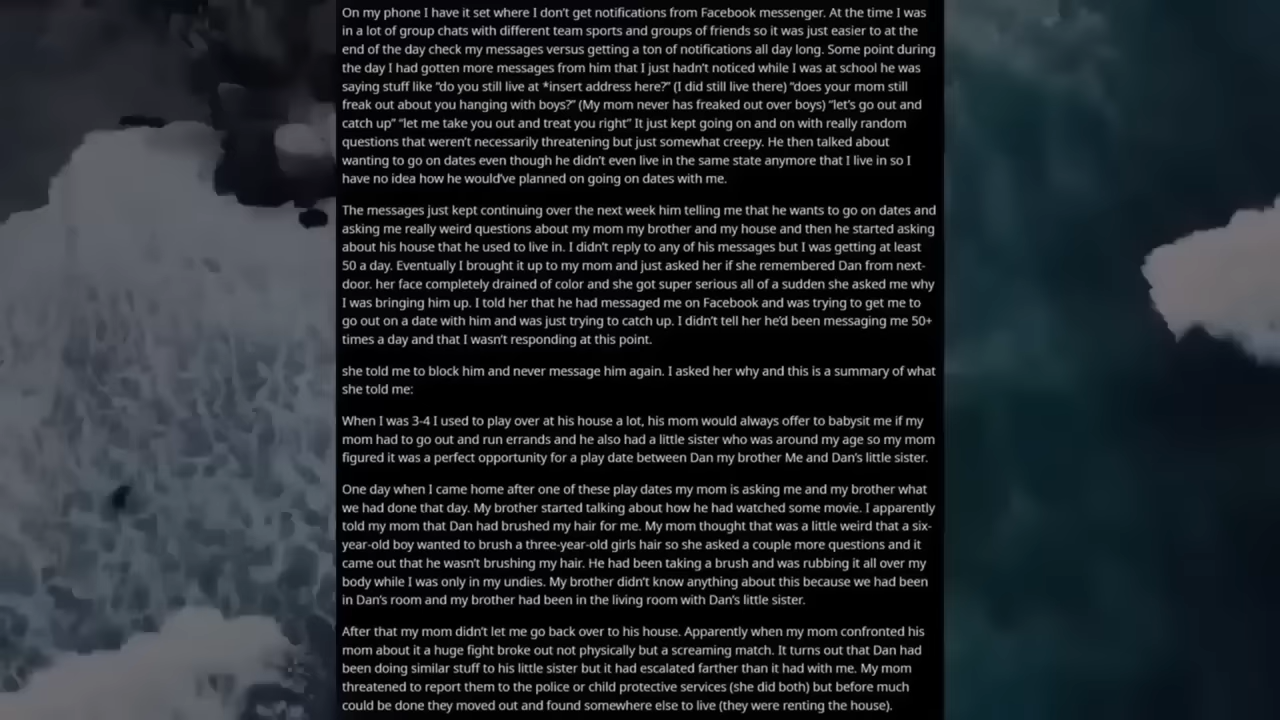 On my phone I have it set where I don't get notifications from Facebook messenger. At the time I was
in a lot of group chats with different team sports and groups of friends so it was just easier to at the
end of the day check my messages versus getting a ton of notifications all day long. Some point during
the day I had gotten more messages from him that I just hadn't noticed while I was at school he was
saying stuff like "do you still live at *insert address here?" (I did still live there) "does your mom still
freak out about you hanging with boys?" (My mom never has freaked out over boys) "let's go out and
catch up" "let me take you out and treat you right" It just kept going on and on with really random
questions that weren't necessarily threatening but just somewhat creepy. He then talked about
wanting to go on dates even though he didn't even live in the same state anymore that I live in so I
have no idea how he would've planned on going on dates with me.
The messages just kept continuing over the next week him telling me that he wants to go on dates and
asking me really weird questions about my mom my brother and my house and then he started asking
about his house that he used to live in. I didn't reply to any of his messages but I was getting at least
50 a day. Eventually I brought it up to my mom and just asked her if she remembered Dan from next-
door. her face completely drained of color and she got super serious all of a sudden she asked me why
I was bringing him up. I told her that he had messaged me on Facebook and was trying to get me to
go out on a date with him and was just trying to catch up. I didn't tell her he'd been messaging me 50+
times a day and that I wasn't responding at this point.
she told me to block him and never message him again. I asked her why and this is a summary of what
she told me:
When I was 3-4 I used to play over at his house a lot, his mom would always offer to babysit me if my
mom had to go out and run errands and he also had a little sister who was around my age so my mom
figured it was a perfect opportunity for a play date between Dan my brother Me and Dan's little sister.
One day when I came home after one of these play dates my mom is asking me and my brother what
we had done that day. My brother started talking about how he had watched some movie. I apparently
told my mom that Dan had brushed my hair for me. My mom thought that was a little weird that a six-
year-old boy wanted to brush a three-year-old girls hair so she asked a couple more questions and it
came out that he wasn't brushing my hair. He had been taking a brush and was rubbing it all over my
body while I was only in my undies. My brother didn't know anything about this because we had been
in Dan's room and my brother had been in the living room with Dan's little sister.
After that my mom didn't let me go back over to his house. Apparently when my mom confronted his
mom about it a huge fight broke out not physically but a screaming match. It turns out that Dan had
been doing similar stuff to his little sister but it had escalated farther than it had with me. My mom
threatened to report them to the police or child protective services (she did both) but before much
could be done they moved out and found somewhere else to live (they were renting the house).